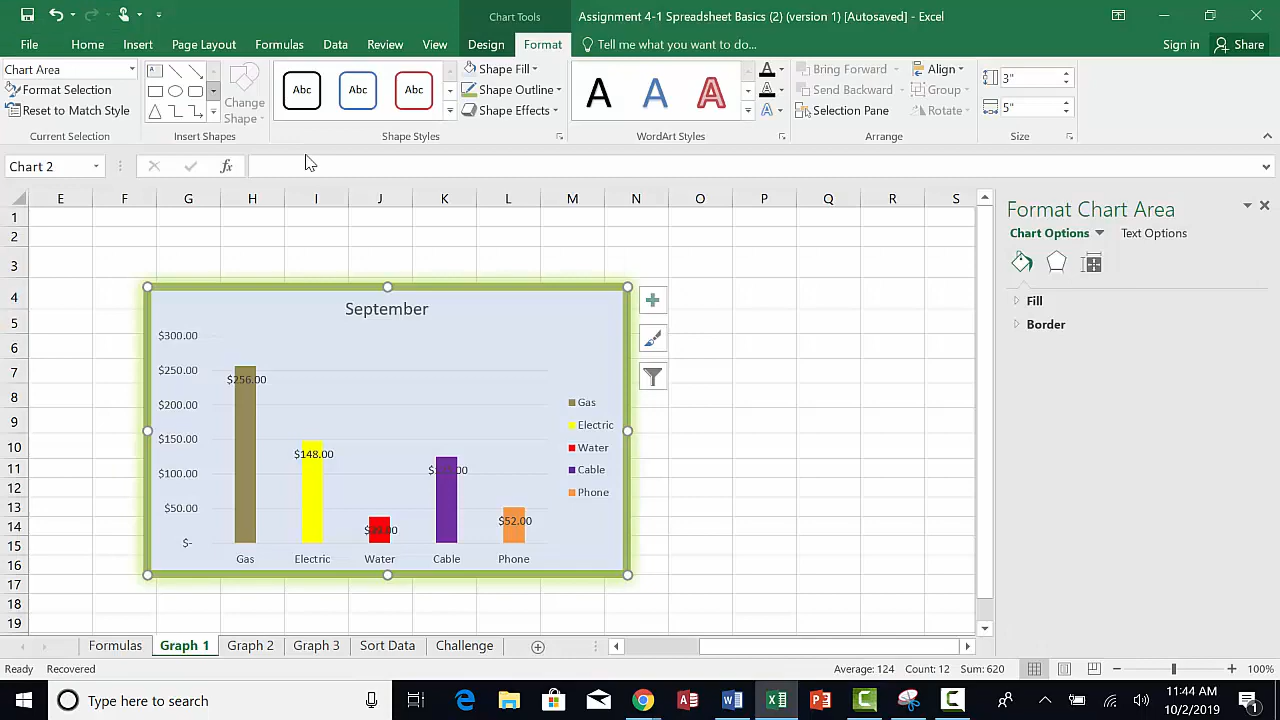 Chart Tools
Assignment 4-1 Spreadsheet Basics (2) (version 1) [Autosaved] - Excel
File Home Insert Page Layout Formulas Data Review View Design Format Tell me what you want to do... Sign in Share
Chart Area
Format Selection
Reset to Match Style
Current Selection
Change Shape
Insert Shapes
Abc Abc Abc
Shape Fill
Shape Outline
Shape Effects
Shape Styles
A A A
A
A
A
WordArt Styles
Bring Forward
Send Backward
Selection Pane
Align
Group
Rotate
Arrange
3"
5"
Size
Chart 2
fx
E F G H I J K L M N O P Q R S
1
2
3
4
5
6
7
8
9
10
11
12
13
14
15
16
17
18
19
September
$300.00
$250.00
$200.00
$150.00
$100.00
$50.00
$-
$256.00
$148.00
$52.00
Gas Electric Water Cable Phone
Gas
Electric
Water
Cable
Phone
Format Chart Area
Chart Options Text Options
Fill
Border
Formulas Graph 1 Graph 2 Graph 3 Sort Data Challenge
Ready Recovered Average: 124 Count: 12 Sum: 620 100%
Type here to search
11:44 AM
10/2/2019
1